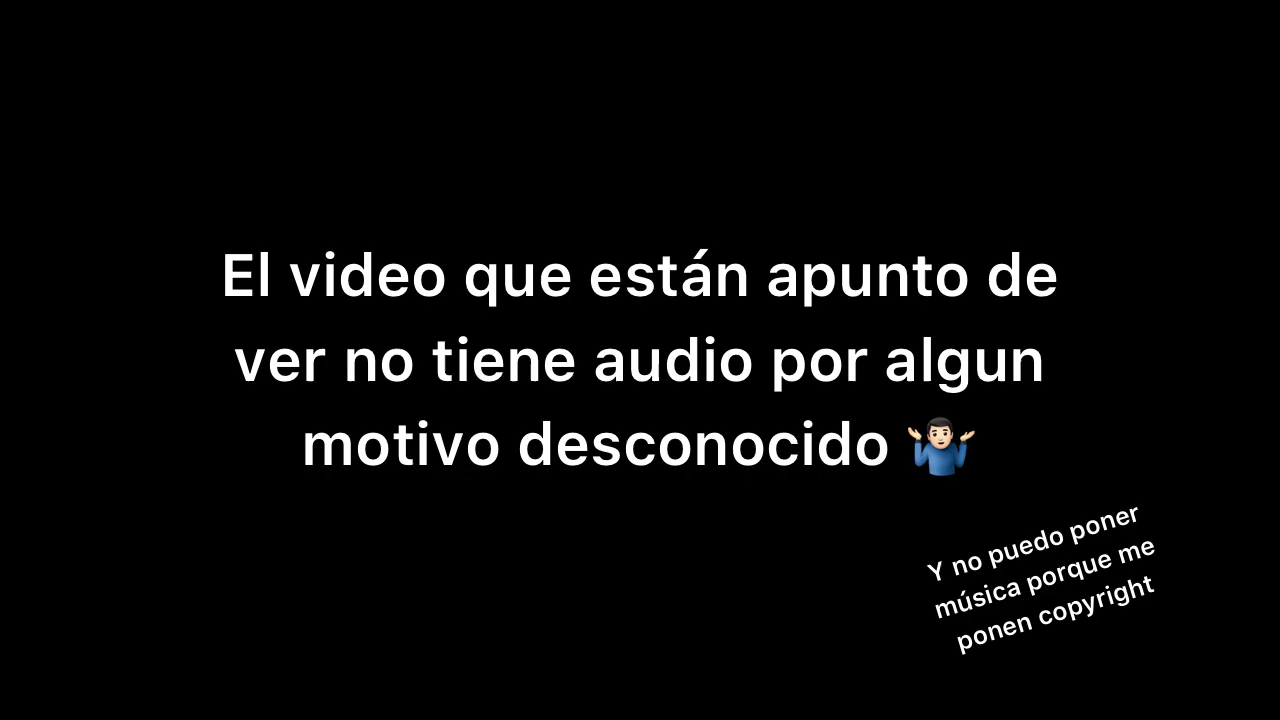 El video que están apunto de
ver no tiene audio por algun
motivo desconocido 🤷🏻‍♂️
Y no puedo poner
música porque me
ponen copyright